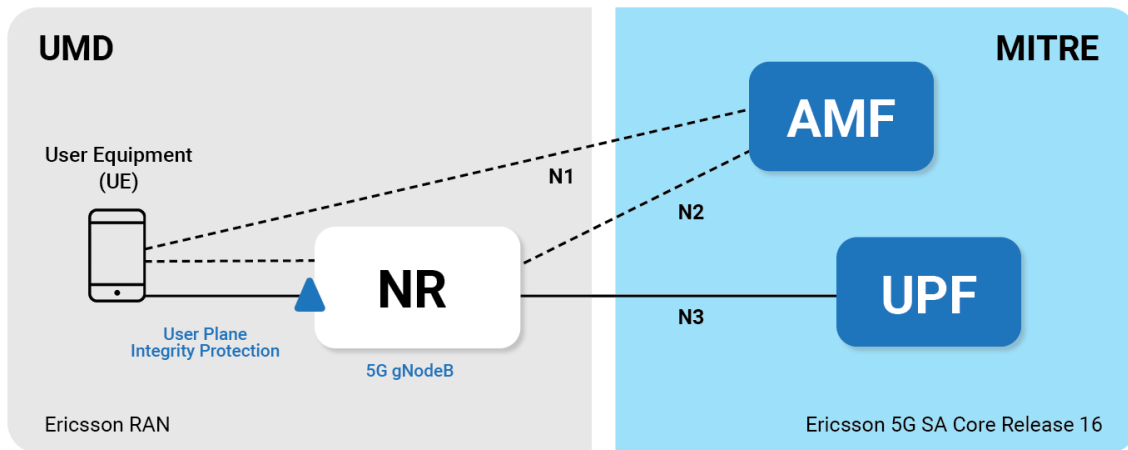 UMD
MITRE
AMF
User Equipment
(UE)
N1
N2
NR
UPF
N3
User Plane
Integrity Protection
5G gNodeB
Ericsson RAN
Ericsson 5G SA Core Release 16